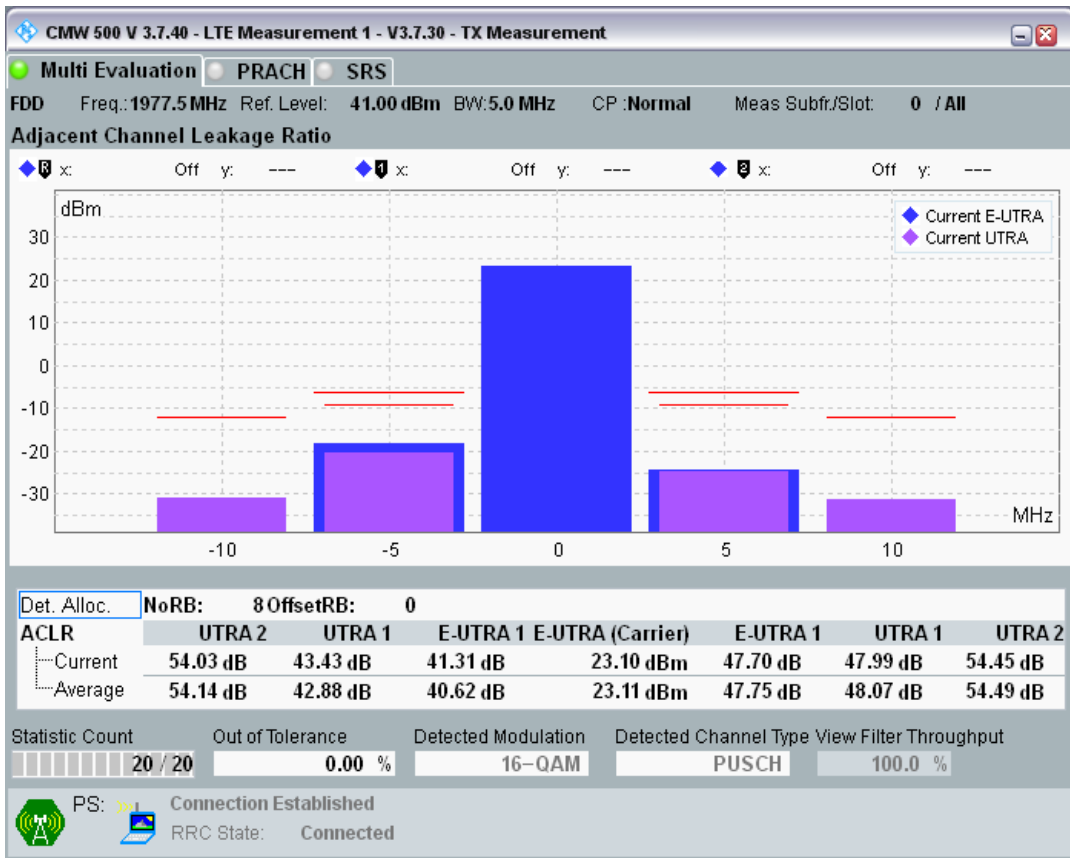 CMW 500 V 3.7.40 - LTE Measurement 1 - V3.7.30 - TX Measurement
Multi Evaluation PRACH SRS
FDD Freq.:1977.5 MHz Ref. Level: 41.00 dBm BW:5.0 MHz CP :Normal Meas Subfr./Slot: 0 / All
Adjacent Channel Leakage Ratio
R x: Off y: --- 1 x: Off y: --- 2 x: Off y: ---
dBm
Current E-UTRA
Current UTRA
30
20
10
0
-10
-20
-30
MHz
-10 -5 0 5 10
Det. Alloc. NoRB: 8 OffsetRB: 0
ACLR UTRA 2 UTRA 1 E-UTRA 1 E-UTRA (Carrier) E-UTRA 1 UTRA 1 UTRA 2
Current 54.03 dB 43.43 dB 41.31 dB 23.10 dBm 47.70 dB 47.99 dB 54.45 dB
Average 54.14 dB 42.88 dB 40.62 dB 23.11 dBm 47.75 dB 48.07 dB 54.49 dB
Statistic Count Out of Tolerance Detected Modulation Detected Channel Type View Filter Throughput
20 / 20 0.00 % 16-QAM PUSCH 100.0 %
PS: Connection Established
RRC State: Connected